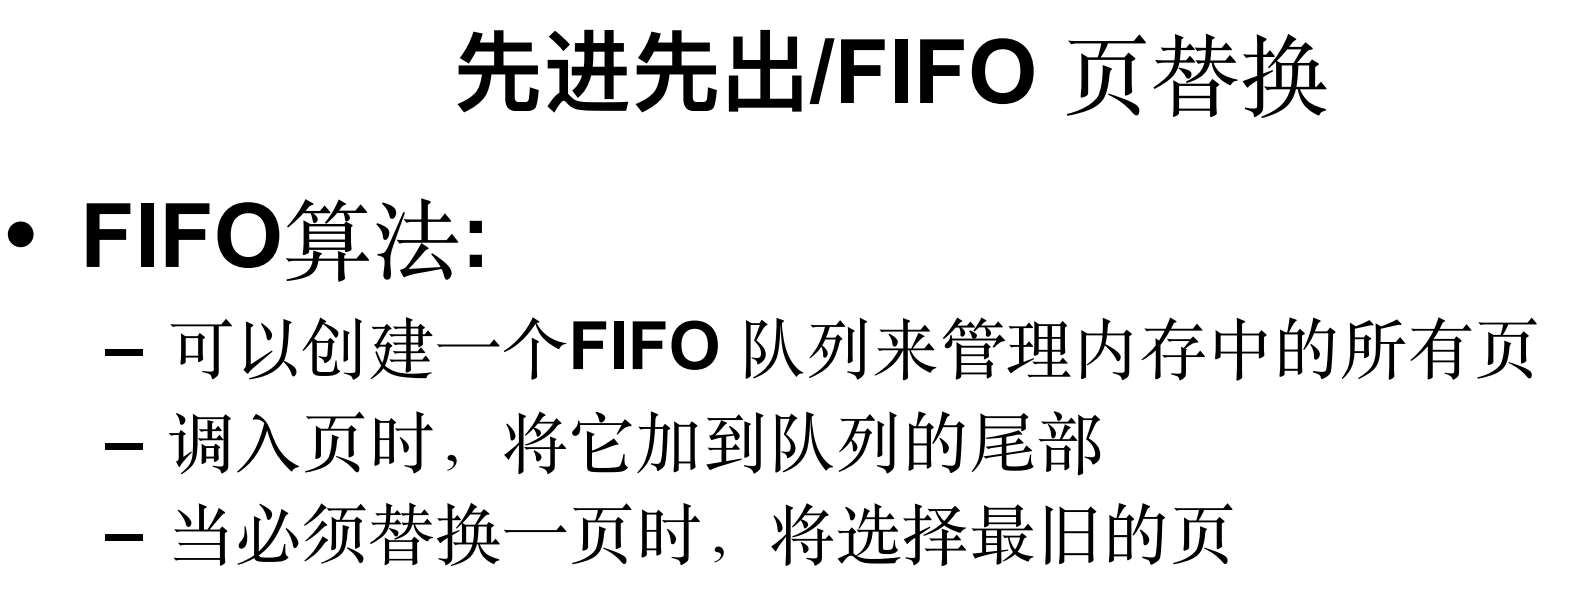 先进先出/FIFO 页替换
• FIFO算法:
– 可以创建一个FIFO 队列来管理内存中的所有页
– 调入页时，将它加到队列的尾部
– 当必须替换一页时，将选择最旧的页